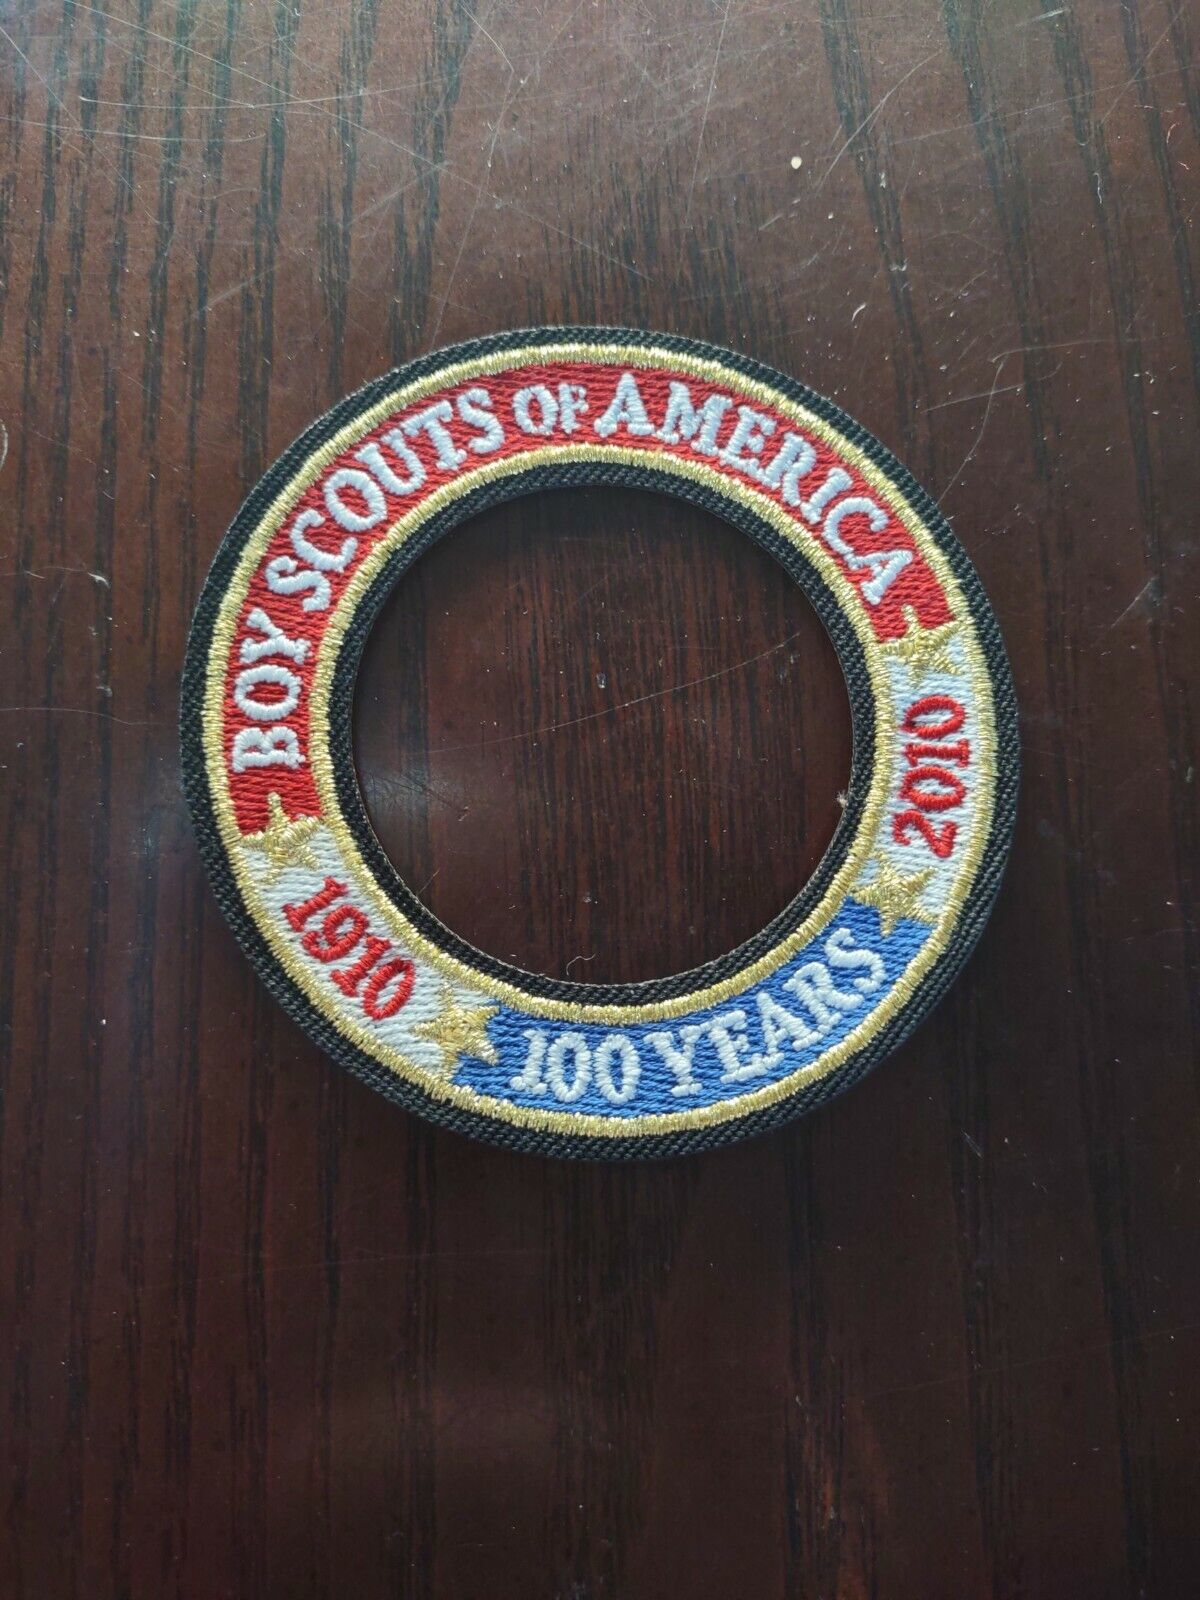 BOY SCOUTS OF AMERICA
1910
100 YEARS
2010